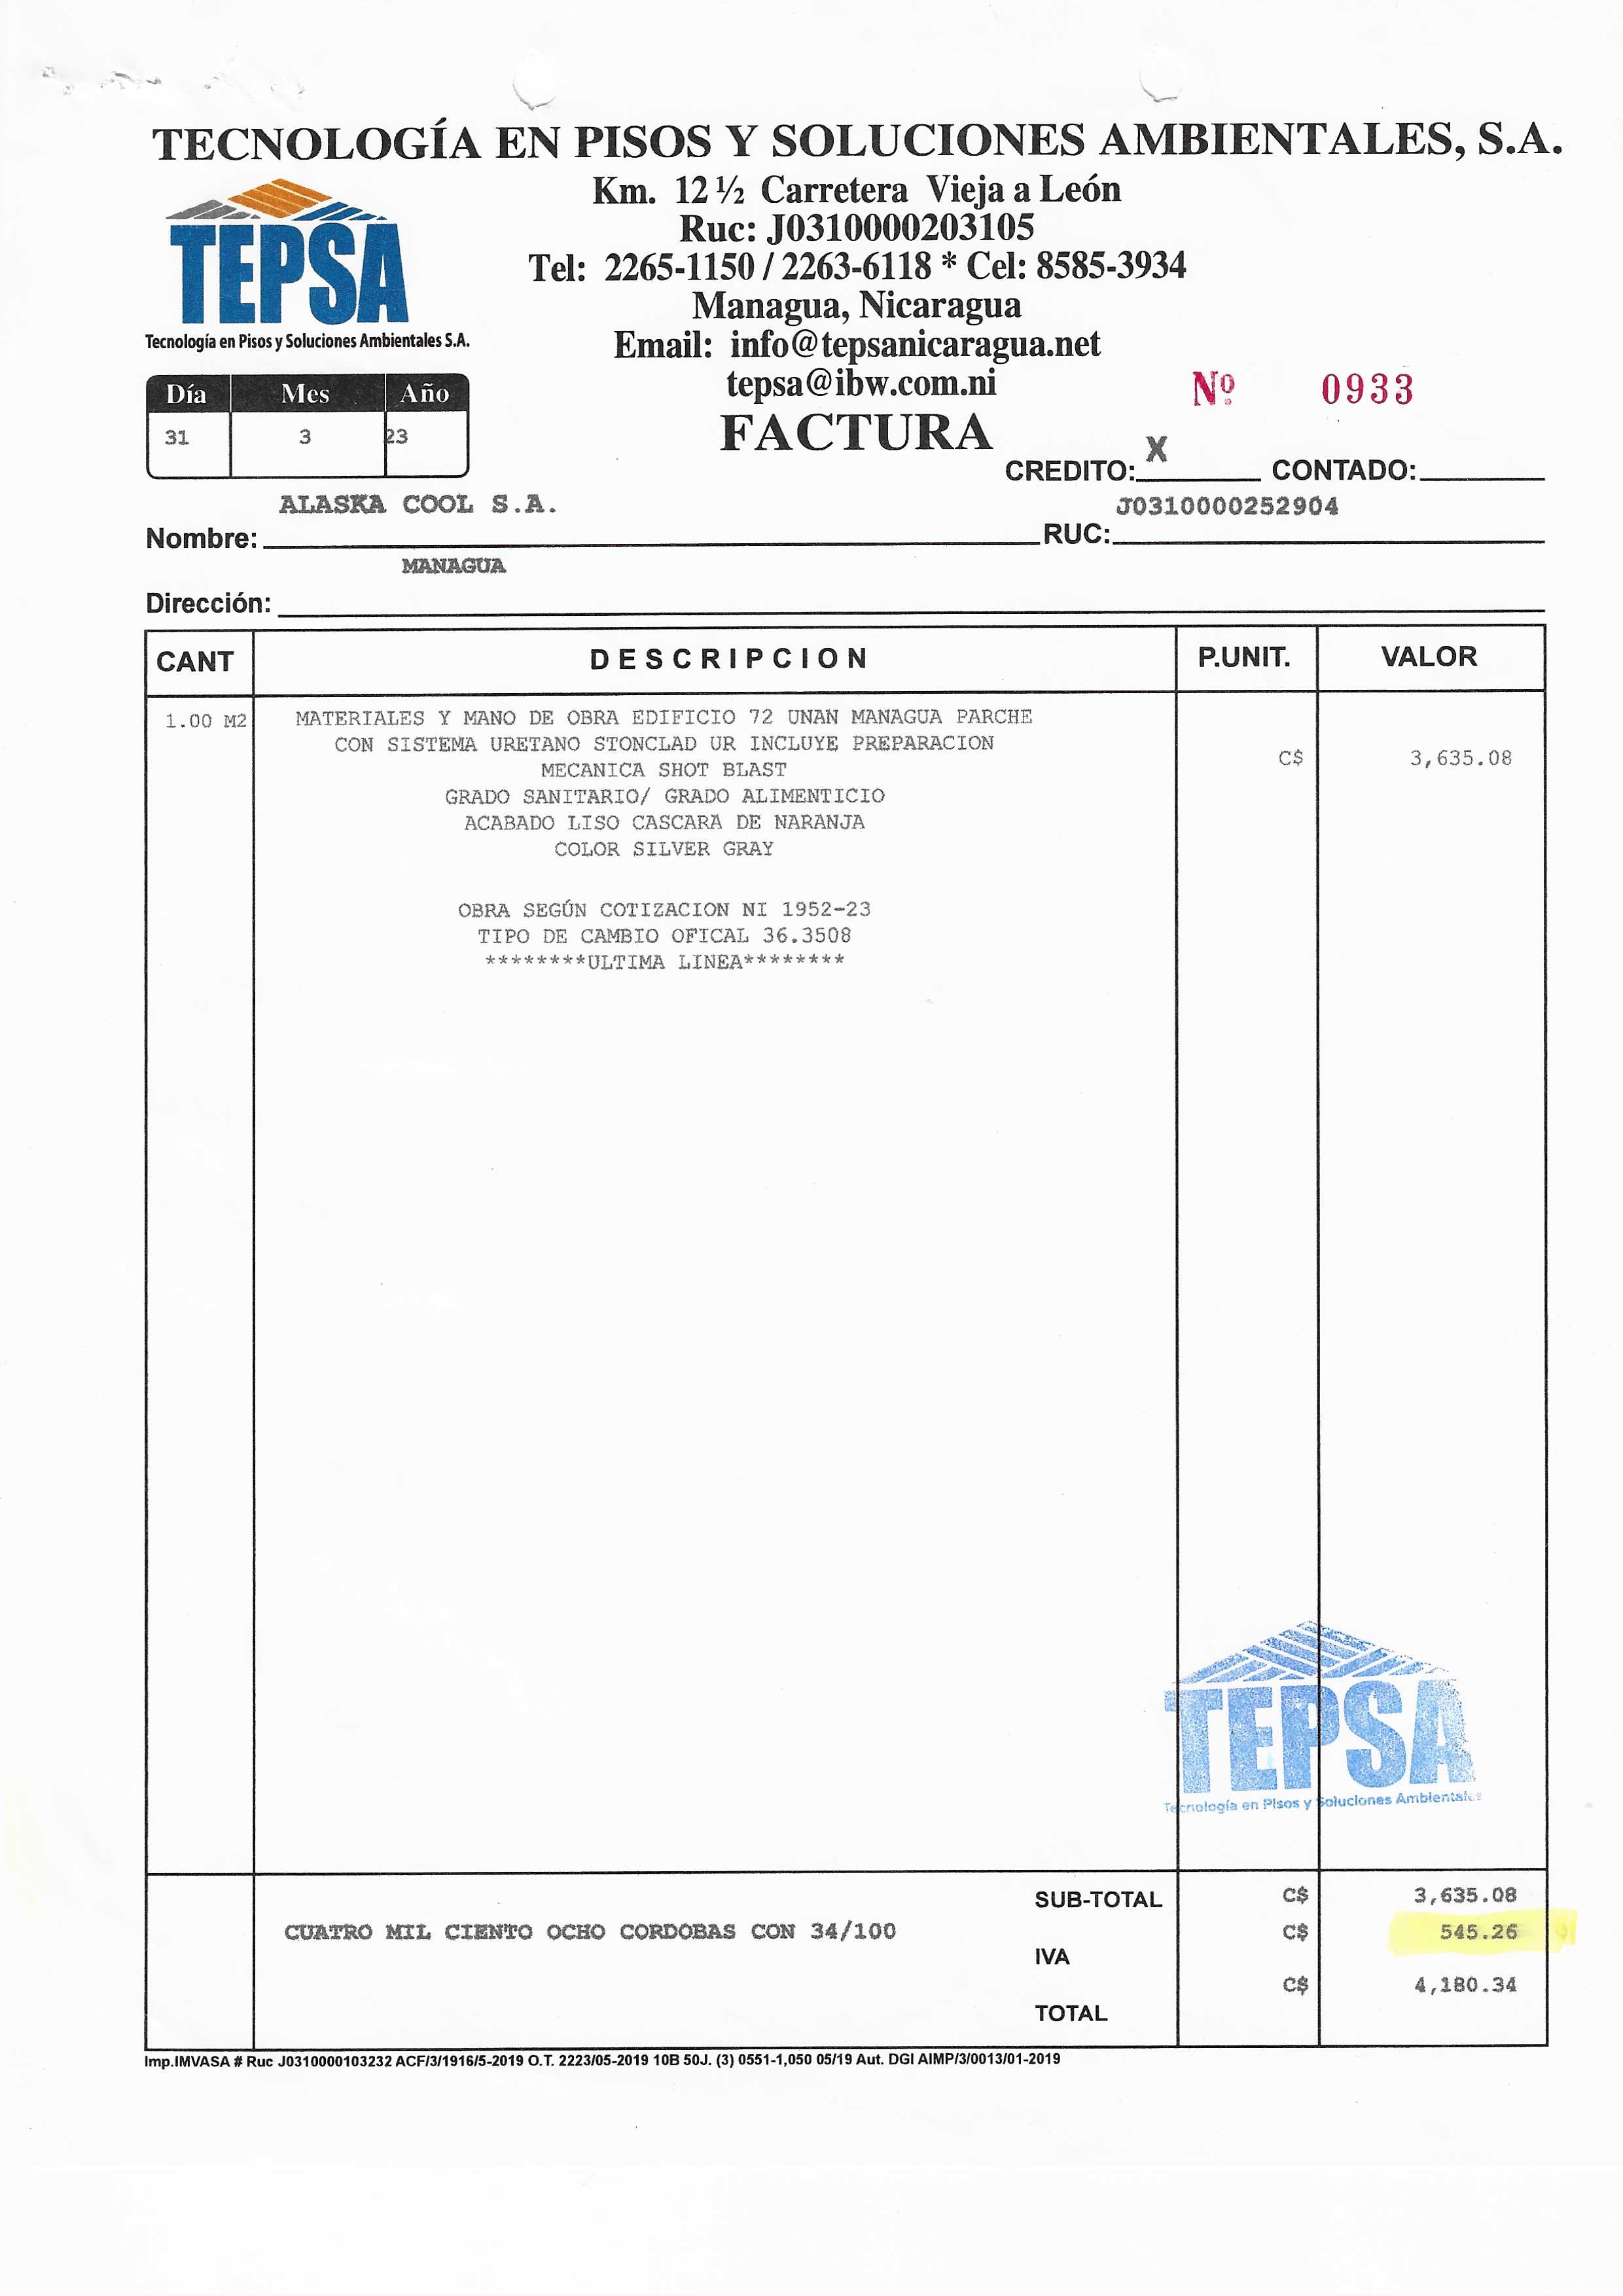 TECNOLOGÍA EN PISOS Y SOLUCIONES AMBIENTALES, S.A.
TEPSA
Tecnología en Pisos y Soluciones Ambientales S.A.
Km. 12 ½ Carretera Vieja a León
Ruc: J0310000203105
Tel: 2265-1150 / 2263-6118 * Cel: 8585-3934
Managua, Nicaragua
Email: info@tepsanicaragua.net
tepsa@ibw.com.ni
Nº 0933
Día Mes Año
31 3 23
FACTURA
CREDITO: X CONTADO:
Nombre: ALASKA COOL S.A. RUC: J0310000252904
Dirección: MANAGUA
CANT DESCRIPCION P.UNIT. VALOR
1.00 M2 MATERIALES Y MANO DE OBRA EDIFICIO 72 UNAN MANAGUA PARCHE
CON SISTEMA URETANO STONCLAD UR INCLUYE PREPARACION
C$ 3,635.08
MECANICA SHOT BLAST
GRADO SANITARIO/ GRADO ALIMENTICIO
ACABADO LISO CASCARA DE NARANJA
COLOR SILVER GRAY
OBRA SEGÚN COTIZACION NI 1952-23
TIPO DE CAMBIO OFICAL 36.3508
********ULTIMA LINEA********
TEPSA
Tecnología en Pisos y Soluciones Ambientales
SUB-TOTAL C$ 3,635.08
CUATRO MIL CIENTO OCHO CORDOBAS CON 34/100
IVA C$ 545.26
TOTAL C$ 4,180.34
Imp.IMVASA # Ruc J0310000103232 ACF/3/1916/5-2019 O.T. 2223/05-2019 10B 50J. (3) 0551-1,050 05/19 Aut. DGI AIMP/3/0013/01-2019